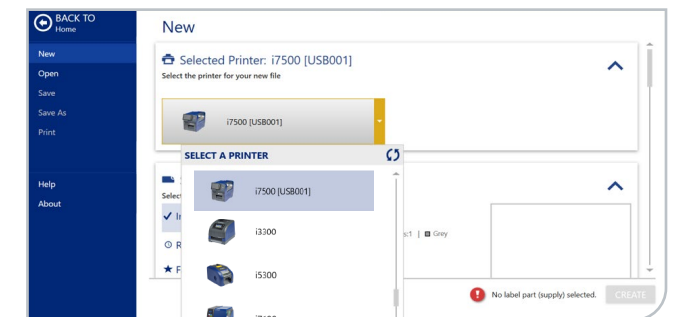 BACK TO
Home
New
New
Open
Save
Save As
Print
Help
About
Selected Printer: i7500 [USB001]
Select the printer for your new file
i7500 [USB001]
SELECT A PRINTER
i7500 [USB001]
i3300
i5300
Grey
No label part (supply) selected.
CREATE